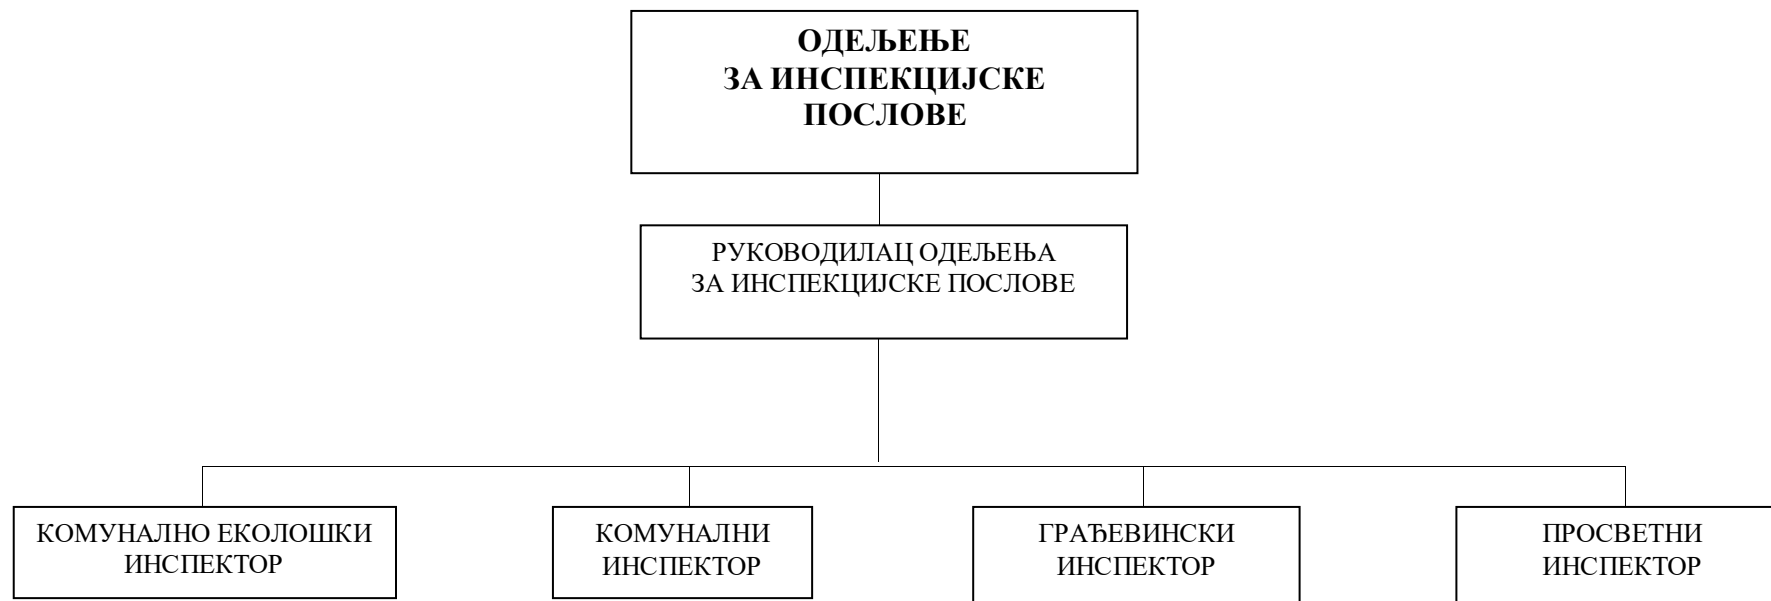 ОДЕЉЕЊЕ
ЗА ИНСПЕКЦИЈСКЕ
ПОСЛОВЕ
РУКОВОДИЛАЦ ОДЕЉЕЊА
ЗА ИНСПЕКЦИЈСКЕ ПОСЛОВЕ
КОМУНАЛНО ЕКОЛОШКИ
ИНСПЕКТОР
КОМУНАЛНИ
ИНСПЕКТОР
ГРАЂЕВИНСКИ
ИНСПЕКТОР
ПРОСВЕТНИ
ИНСПЕКТОР